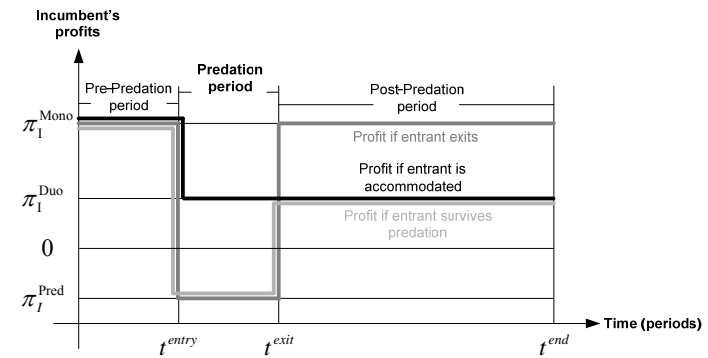 Incumbent's
profits
Predation
period
Pre-Predation
period
Post-Predation
period
π_I^Mono
Profit if entrant exits
Profit if entrant is
accommodated
π_I^Duo
Profit if entrant survives
predation
0
π_I^Pred
Time (periods)
t^entry
t^exit
t^end